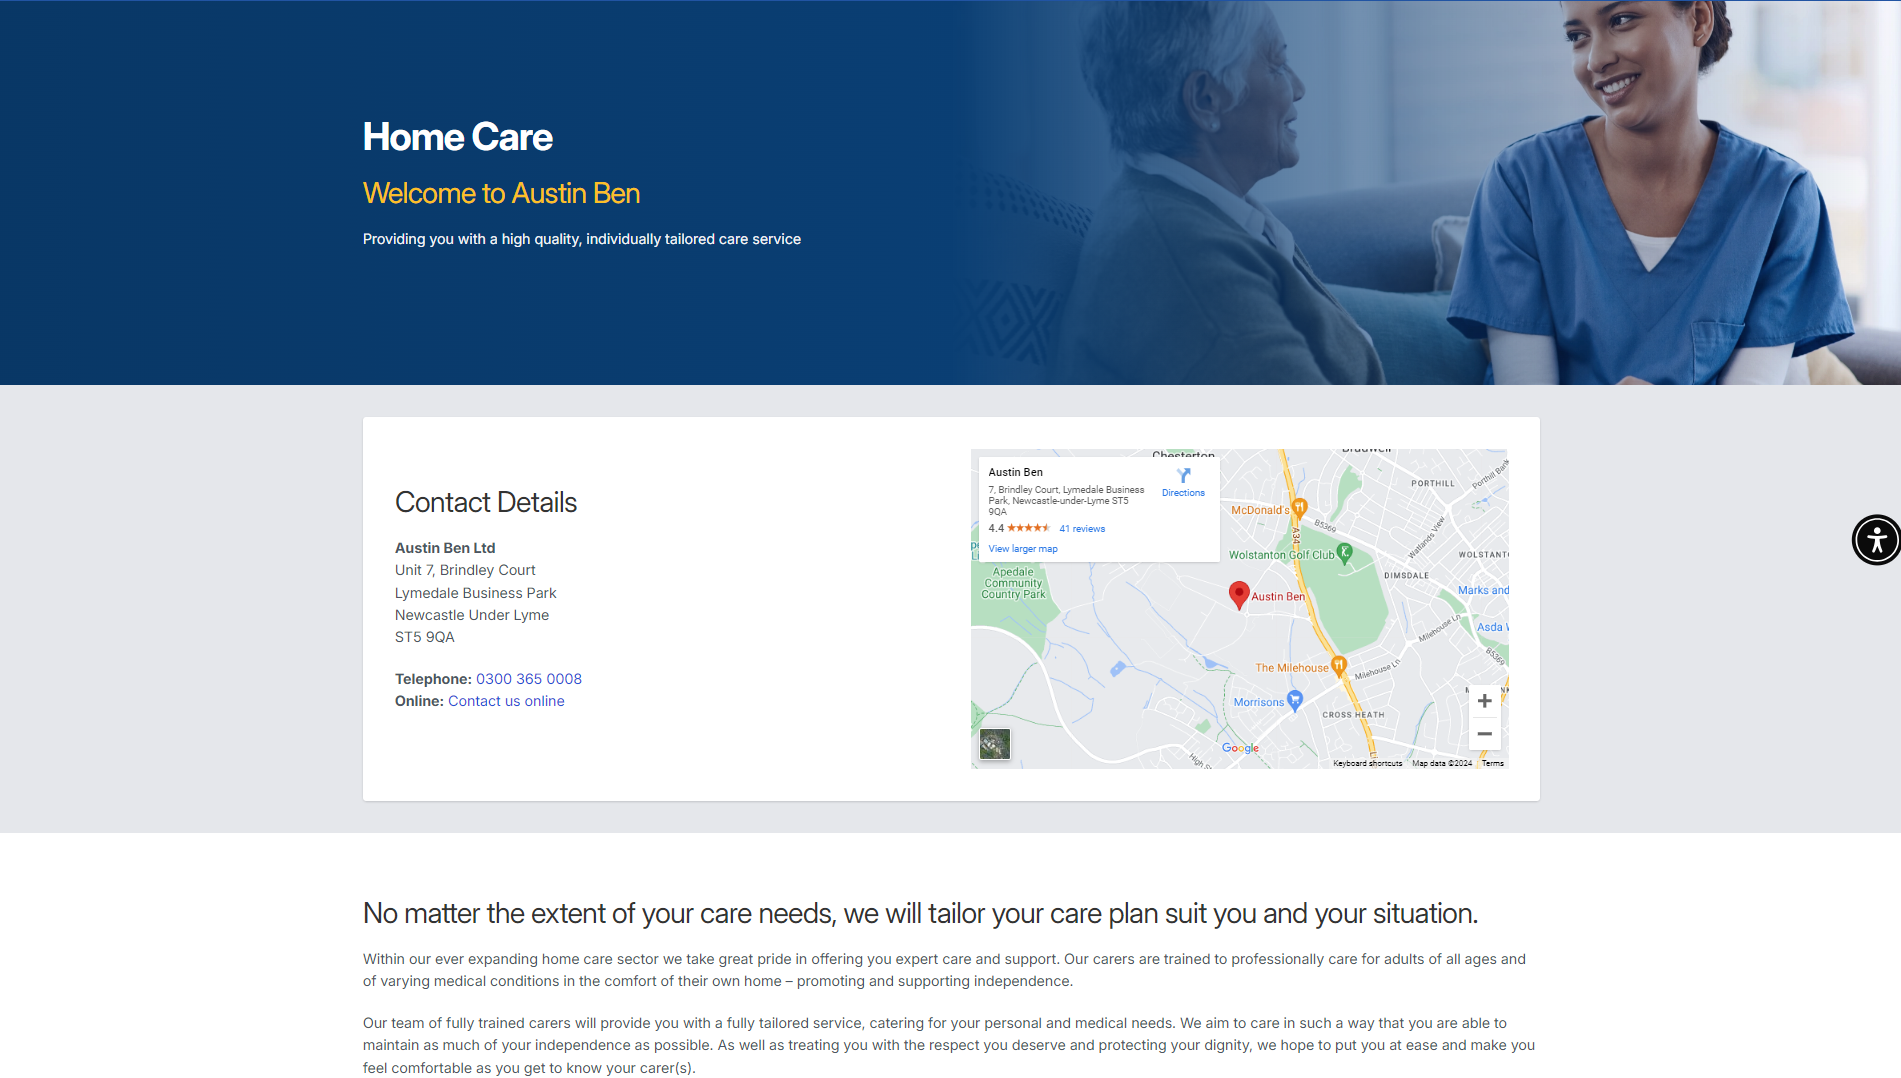 Home Care
Welcome to Austin Ben
Providing you with a high quality, individually tailored care service
Contact Details
Austin Ben Ltd
Unit 7, Brindley Court
Lymedale Business Park
Newcastle Under Lyme
ST5 9QA
Telephone: 0300 365 0008
Online: Contact us online
Austin Ben
7, Brindley Court, Lymedale Business
Park, Newcastle-under-Lyme ST5
9QA
4.4 41 reviews
View larger map
Directions
Chesterton
Bradwell
PORTHILL
Porthill Bank
McDonald's
B5369
A34
Watlands View
Wolstanton Golf Club
WOLSTANT
DIMSDALE
Apedale
Community
Country Park
Austin Ben
Marks and
Asda
Milehouse Ln
B5369
The Milehouse
Milehouse Ln
Morrisons
CROSS HEATH
High St
Google
Keyboard shortcuts
Map data ©2024
Terms
No matter the extent of your care needs, we will tailor your care plan suit you and your situation.
Within our ever expanding home care sector we take great pride in offering you expert care and support. Our carers are trained to professionally care for adults of all ages and
of varying medical conditions in the comfort of their own home – promoting and supporting independence.
Our team of fully trained carers will provide you with a fully tailored service, catering for your personal and medical needs. We aim to care in such a way that you are able to
maintain as much of your independence as possible. As well as treating you with the respect you deserve and protecting your dignity, we hope to put you at ease and make you
feel comfortable as you get to know your carer(s).